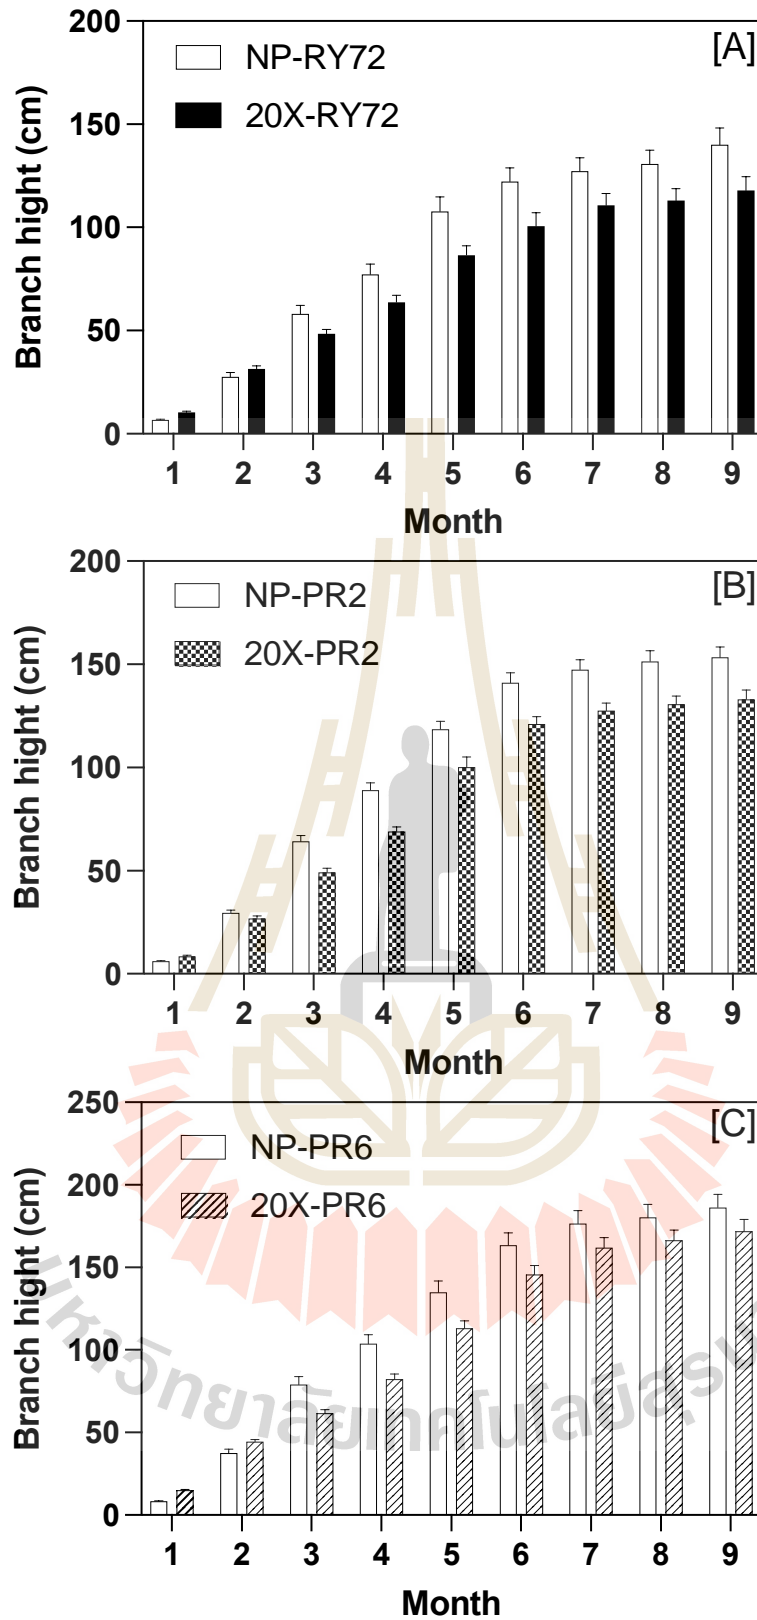 200
[A]
NP-RY72
20X-RY72
150
100
50
0
Branch hight (cm)
1 2 3 4 5 6 7 8 9
Month
200
[B]
NP-PR2
20X-PR2
150
100
50
0
Branch hight (cm)
1 2 3 4 5 6 7 8 9
Month
250
[C]
NP-PR6
200
20X-PR6
150
100
50
0
Branch hight (cm)
1 2 3 4 5 6 7 8 9
Month